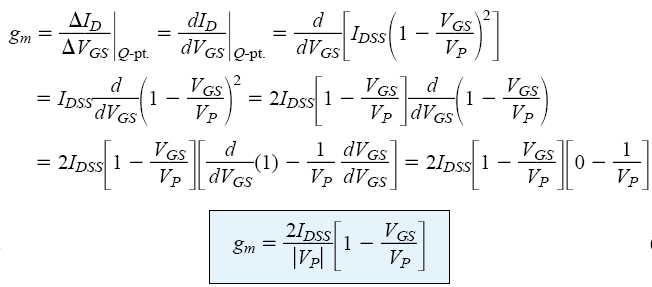 g_m = ΔI_D / ΔV_GS |_Q-pt. = dI_D / dV_GS |_Q-pt. = d / dV_GS [ I_DSS ( 1 − V_GS / V_P )^2 ]
= I_DSS d / dV_GS ( 1 − V_GS / V_P )^2 = 2I_DSS [ 1 − V_GS / V_P ] d / dV_GS ( 1 − V_GS / V_P )
= 2I_DSS [ 1 − V_GS / V_P ] [ d / dV_GS (1) − 1 / V_P dV_GS / dV_GS ] = 2I_DSS [ 1 − V_GS / V_P ] [ 0 − 1 / V_P ]
g_m = 2I_DSS / |V_P| [ 1 − V_GS / V_P ]